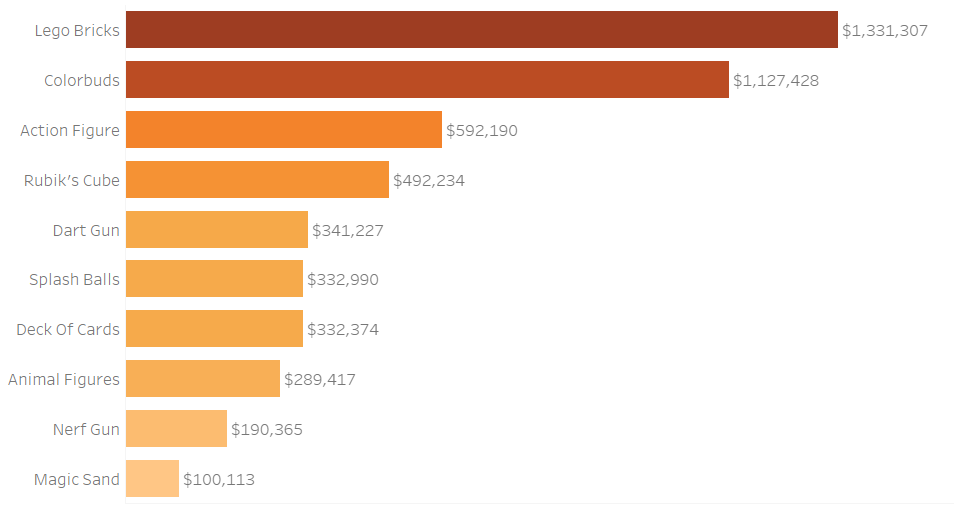 Lego Bricks $1,331,307
Colorbuds $1,127,428
Action Figure $592,190
Rubik's Cube $492,234
Dart Gun $341,227
Splash Balls $332,990
Deck Of Cards $332,374
Animal Figures $289,417
Nerf Gun $190,365
Magic Sand $100,113